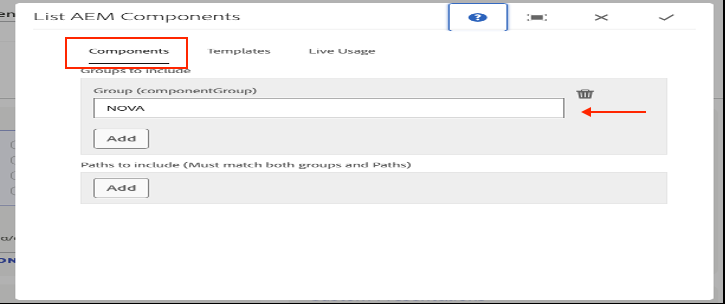 List AEM Components
Components Templates Live Usage
Groups to include
Group (componentGroup)
NOVA
Add
Paths to include (Must match both groups and Paths)
Add